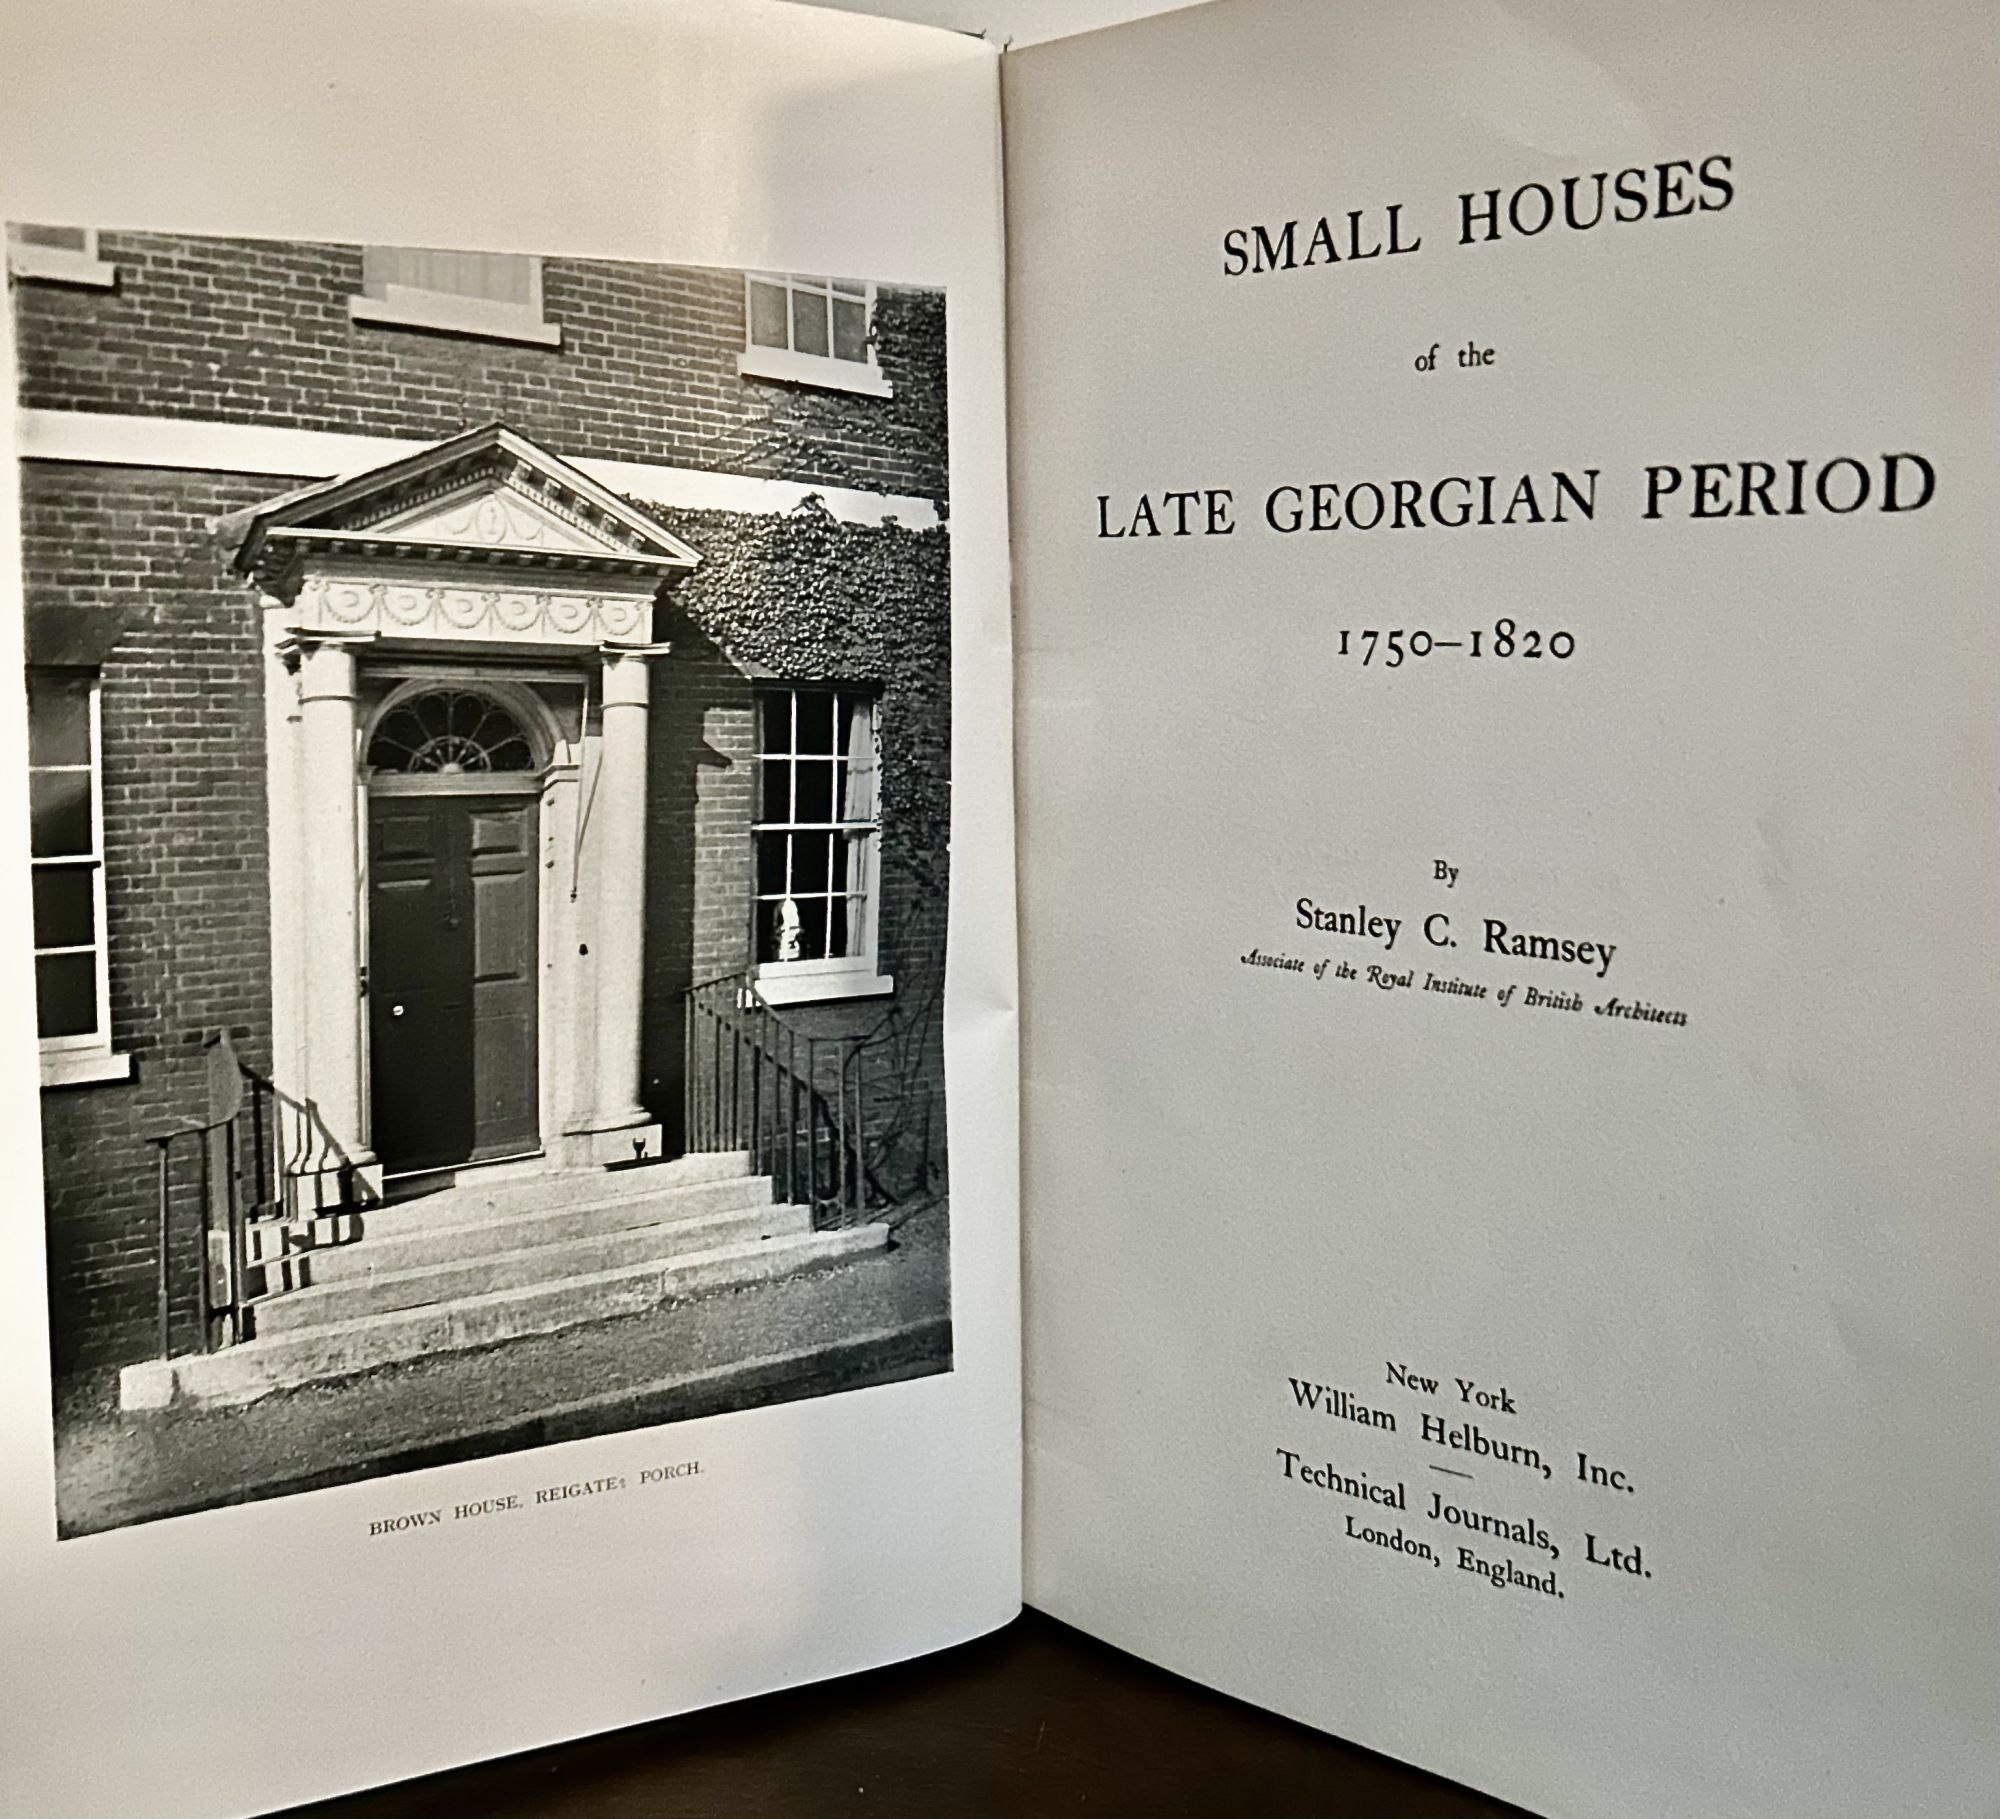 BROWN HOUSE, REIGATE: PORCH.
SMALL HOUSES
of the
LATE GEORGIAN PERIOD
1750–1820
By
Stanley C. Ramsey
Associate of the Royal Institute of British Architects
New York
William Helburn, Inc.
Technical Journals, Ltd.
London, England.